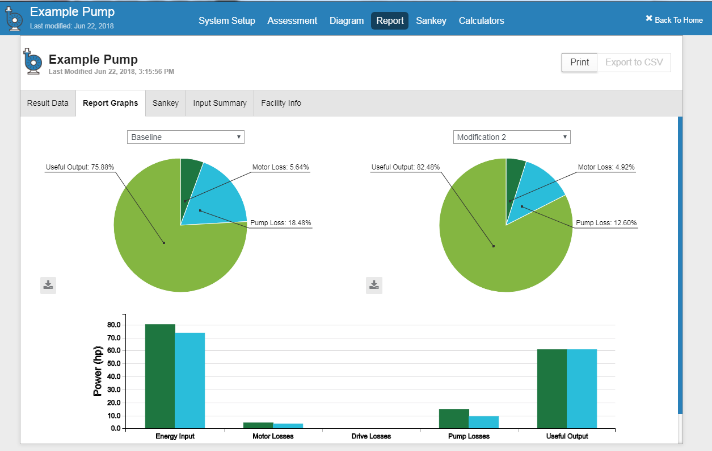 Example Pump
Last modified: Jun 22, 2018
System Setup Assessment Diagram Report Sankey Calculators
Back To Home
Example Pump
Last Modified Jun 22, 2018, 3:15:56 PM
Print Export to CSV
Result Data Report Graphs Sankey Input Summary Facility Info
Baseline
Modification 2
Useful Output: 75.88%
Motor Loss: 5.64%
Pump Loss: 18.48%
Useful Output: 82.48%
Motor Loss: 4.92%
Pump Loss: 12.60%
Power (hp)
80.0
70.0
60.0
50.0
40.0
30.0
20.0
10.0
0.0
Energy Input Motor Losses Drive Losses Pump Losses Useful Output